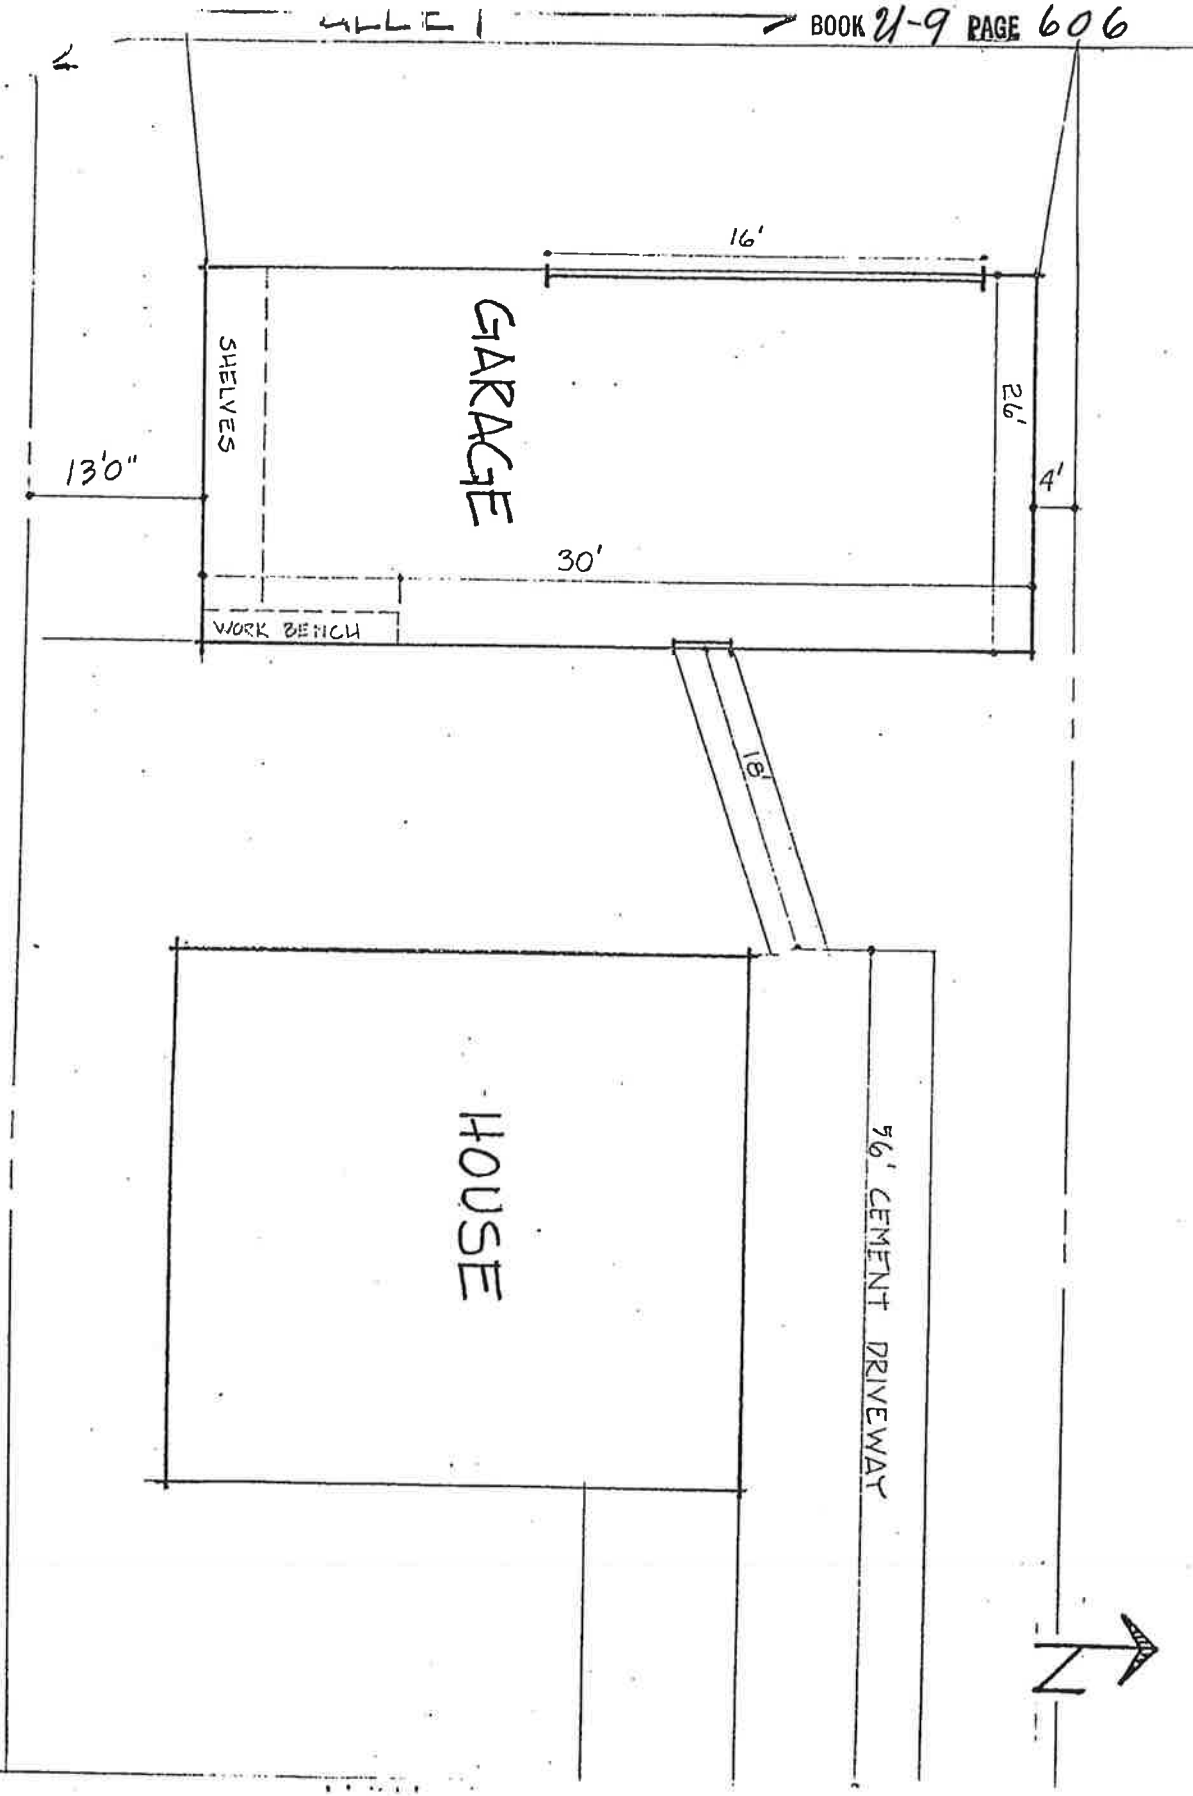 BOOK U-9 PAGE 606
16'
GARAGE
SHELVES
26'
13'0"
4'
30'
WORK BENCH
18'
HOUSE
56' CEMENT DRIVEWAY
N